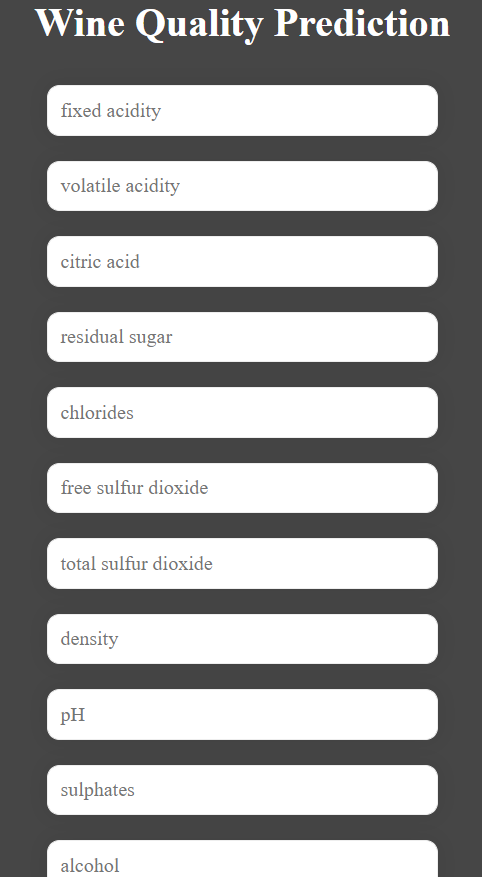 Wine Quality Prediction
fixed acidity
volatile acidity
citric acid
residual sugar
chlorides
free sulfur dioxide
total sulfur dioxide
density
pH
sulphates
alcohol